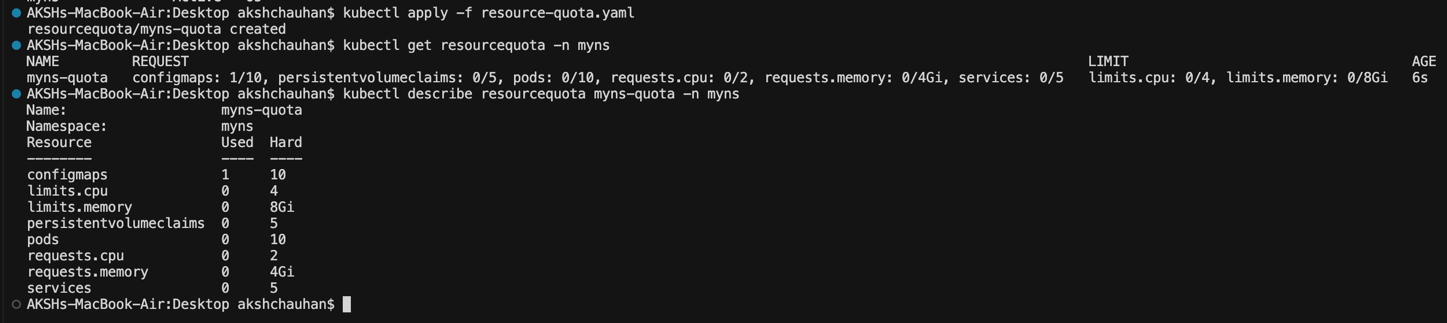 AKSHs-MacBook-Air:Desktop akshchauhan$ kubectl apply -f resource-quota.yaml
resourcequota/myns-quota created
AKSHs-MacBook-Air:Desktop akshchauhan$ kubectl get resourcequota -n myns
NAME REQUEST LIMIT AGE
myns-quota configmaps: 1/10, persistentvolumeclaims: 0/5, pods: 0/10, requests.cpu: 0/2, requests.memory: 0/4Gi, services: 0/5 limits.cpu: 0/4, limits.memory: 0/8Gi 6s
AKSHs-MacBook-Air:Desktop akshchauhan$ kubectl describe resourcequota myns-quota -n myns
Name: myns-quota
Namespace: myns
Resource Used Hard
-------- ---- ----
configmaps 1 10
limits.cpu 0 4
limits.memory 0 8Gi
persistentvolumeclaims 0 5
pods 0 10
requests.cpu 0 2
requests.memory 0 4Gi
services 0 5
AKSHs-MacBook-Air:Desktop akshchauhan$